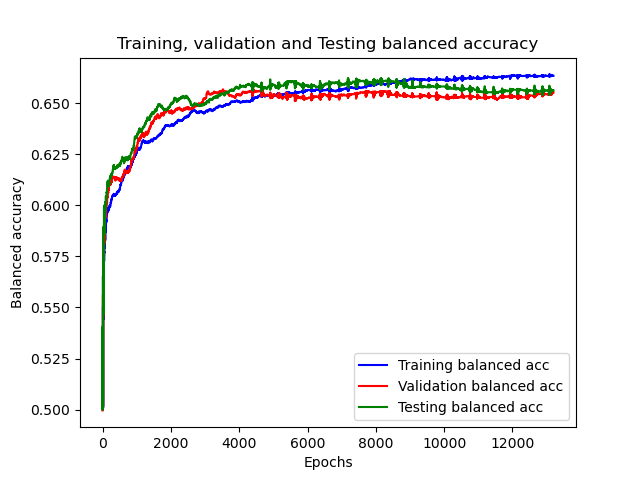 Training, validation and Testing balanced accuracy
Balanced accuracy
0.650
0.625
0.600
0.575
0.550
0.525
0.500
0 2000 4000 6000 8000 10000 12000
Epochs
Training balanced acc
Validation balanced acc
Testing balanced acc